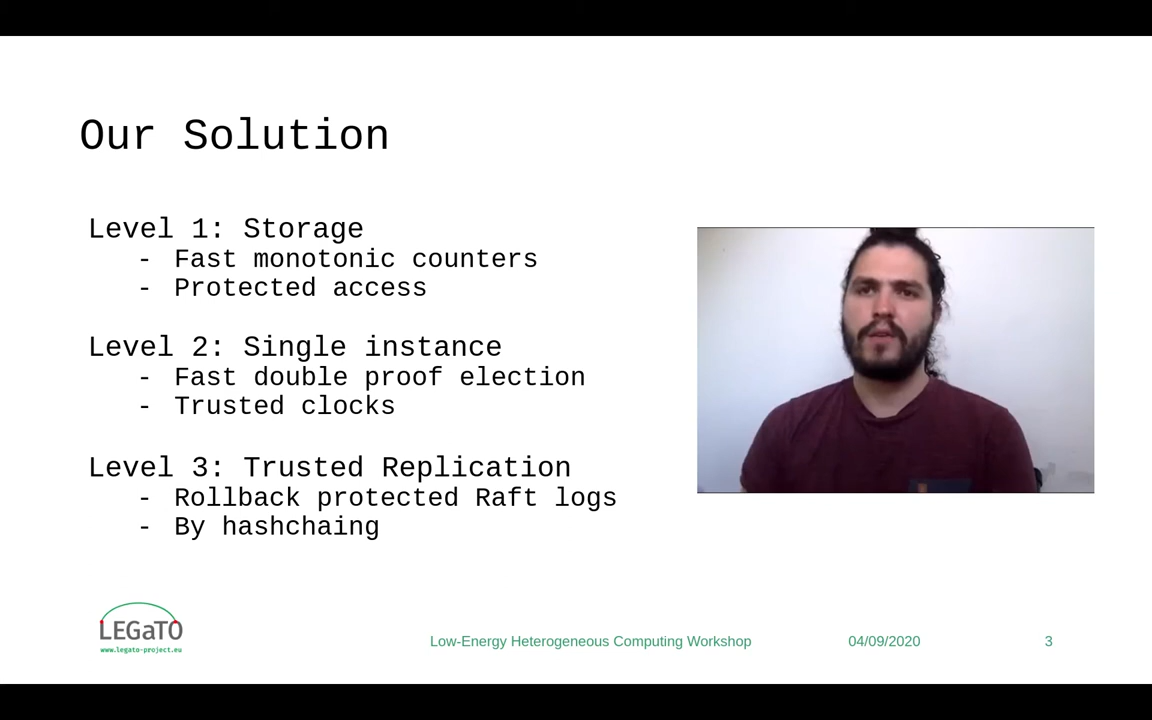 Our Solution
Level 1: Storage
- Fast monotonic counters
- Protected access
Level 2: Single instance
- Fast double proof election
- Trusted clocks
Level 3: Trusted Replication
- Rollback protected Raft logs
- By hashchaing
LEGaTO
www.legato-project.eu
Low-Energy Heterogeneous Computing Workshop 04/09/2020 3